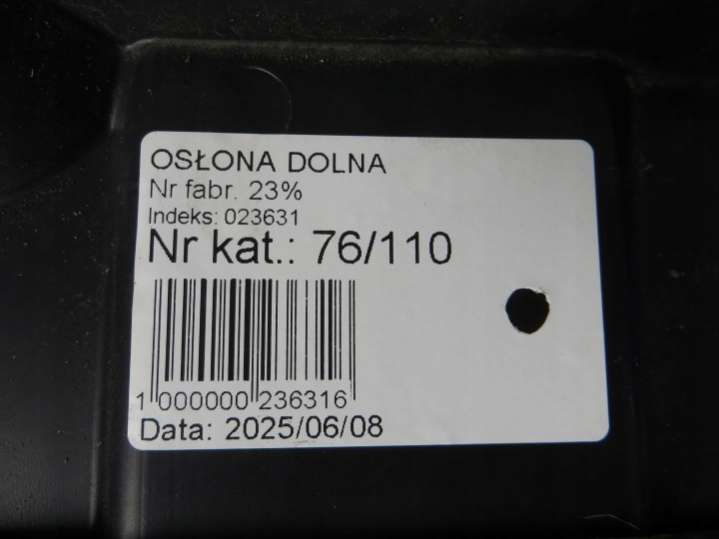 OSŁONA DOLNA
Nr fabr. 23%
Indeks: 023631
Nr kat.: 76/110
1 000000 236316
Data: 2025/06/08